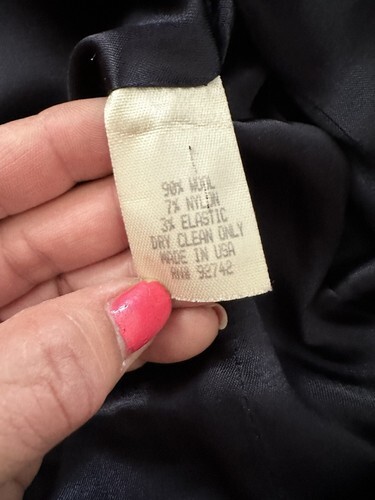 90% WOOL
7% NYLON
3% ELASTIC
DRY CLEAN ONLY
MADE IN USA
RN# 92742